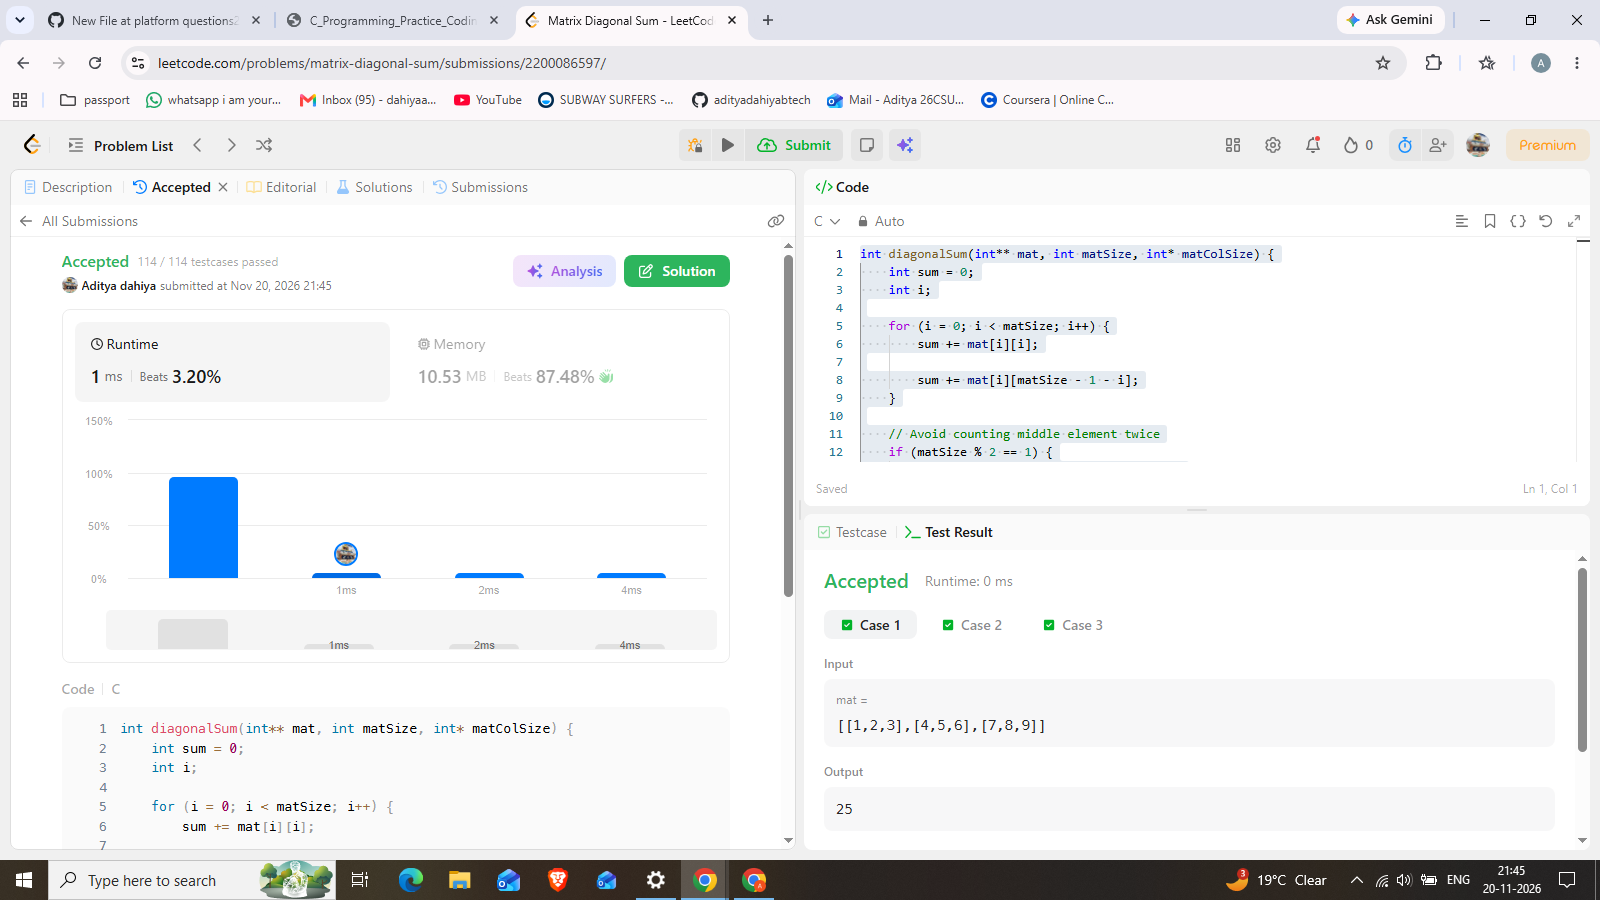 New File at platform questions2
C_Programming_Practice_Codin
Matrix Diagonal Sum - LeetCod
Ask Gemini
leetcode.com/problems/matrix-diagonal-sum/submissions/2200086597/
A
passport
whatsapp i am your...
Inbox (95) - dahiyaa...
YouTube
SUBWAY SURFERS -...
adityadahiyabtech
Mail - Aditya 26CSU...
Coursera | Online C...
Problem List
Submit
0
Premium
Description
Accepted
Editorial
Solutions
Submissions
All Submissions
Accepted 114 / 114 testcases passed
Aditya dahiya submitted at Nov 20, 2026 21:45
Analysis
Solution
Runtime
1 ms Beats 3.20%
Memory
10.53 MB Beats 87.48%
150%
100%
50%
0%
1ms
2ms
4ms
1ms
2ms
4ms
Code C
1 int diagonalSum(int** mat, int matSize, int* matColSize) {
2 int sum = 0;
3 int i;
4
5 for (i = 0; i < matSize; i++) {
6 sum += mat[i][i];
7
</> Code
C Auto
1 int diagonalSum(int** mat, int matSize, int* matColSize) {
2 int sum = 0;
3 int i;
4
5 for (i = 0; i < matSize; i++) {
6 sum += mat[i][i];
7
8 sum += mat[i][matSize - 1 - i];
9 }
10
11 // Avoid counting middle element twice
12 if (matSize % 2 == 1) {
Saved
Ln 1, Col 1
Testcase
Test Result
Accepted Runtime: 0 ms
Case 1
Case 2
Case 3
Input
mat =
[[1,2,3],[4,5,6],[7,8,9]]
Output
25
Type here to search
3
19°C Clear
ENG
21:45
20-11-2026